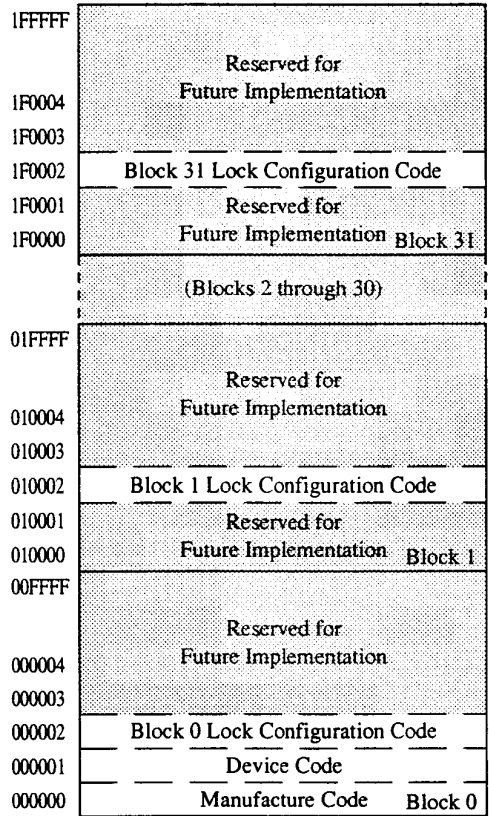 1FFFFF
Reserved for
Future Implementation
1F0004
1F0003
1F0002 Block 31 Lock Configuration Code
1F0001 Reserved for
1F0000 Future Implementation Block 31
(Blocks 2 through 30)
01FFFF
Reserved for
Future Implementation
010004
010003
010002 Block 1 Lock Configuration Code
010001 Reserved for
010000 Future Implementation Block 1
00FFFF
Reserved for
Future Implementation
000004
000003
000002 Block 0 Lock Configuration Code
000001 Device Code
000000 Manufacture Code Block 0